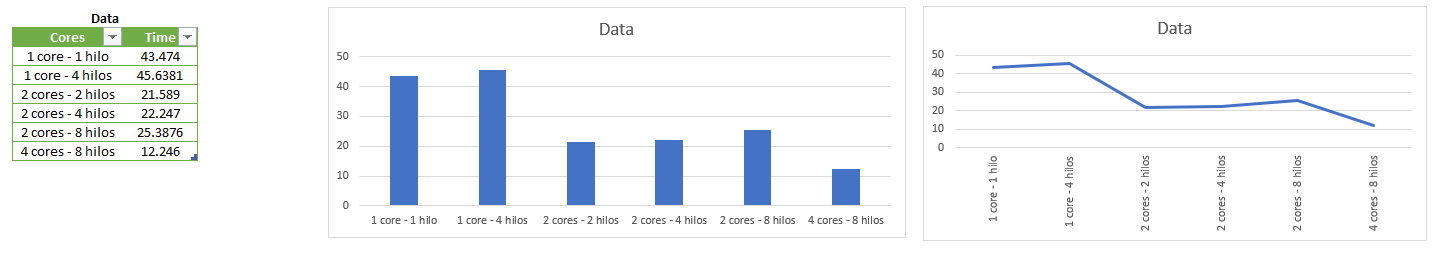 Data
Cores Time
1 core - 1 hilo 43.474
1 core - 4 hilos 45.6381
2 cores - 2 hilos 21.589
2 cores - 4 hilos 22.247
2 cores - 8 hilos 25.3876
4 cores - 8 hilos 12.246
Data
50
40
30
20
10
0
1 core - 1 hilo 1 core - 4 hilos 2 cores - 2 hilos 2 cores - 4 hilos 2 cores - 8 hilos 4 cores - 8 hilos
Data
50
40
30
20
10
0
1 core - 1 hilo
1 core - 4 hilos
2 cores - 2 hilos
2 cores - 4 hilos
2 cores - 8 hilos
4 cores - 8 hilos